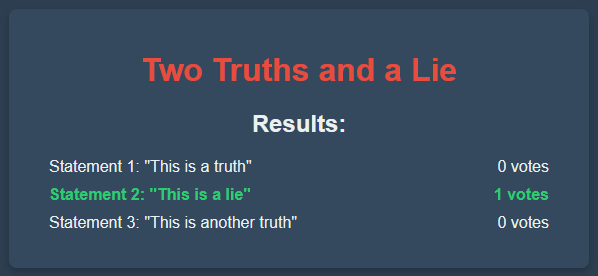 Two Truths and a Lie
Results:
Statement 1: "This is a truth" 0 votes
Statement 2: "This is a lie" 1 votes
Statement 3: "This is another truth" 0 votes